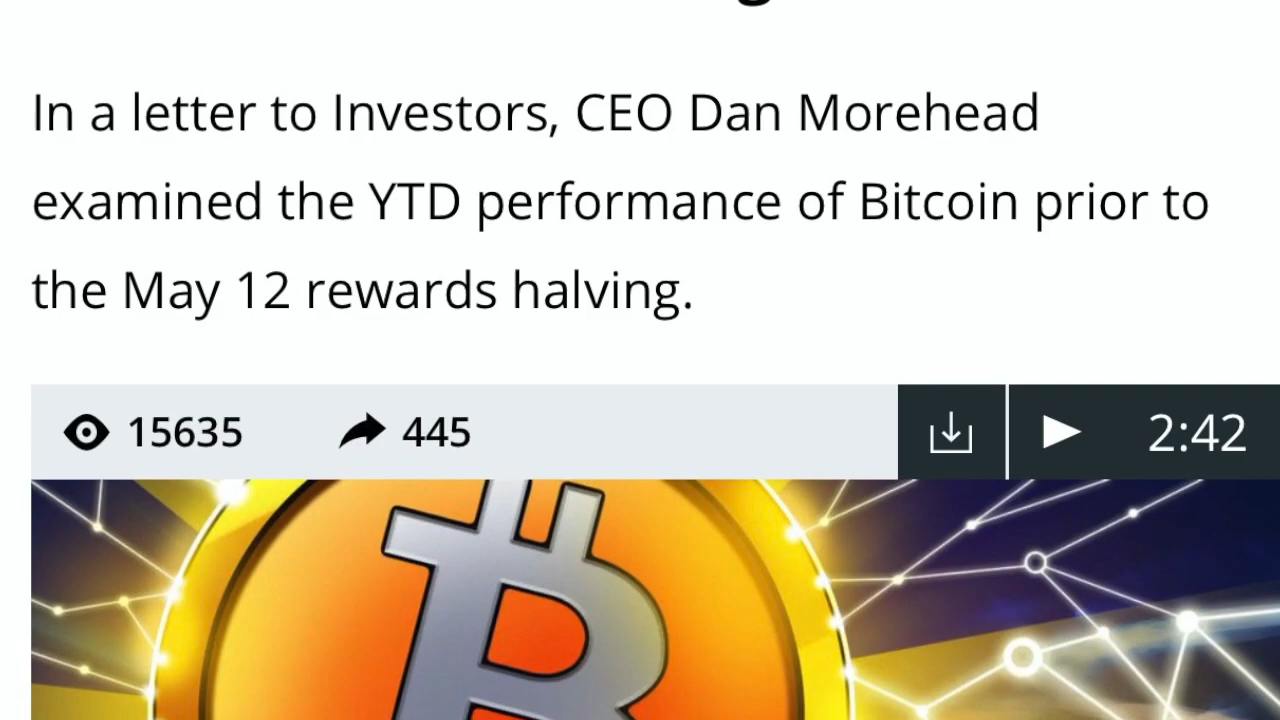 In a letter to Investors, CEO Dan Morehead
examined the YTD performance of Bitcoin prior to
the May 12 rewards halving.
15635 445 2:42